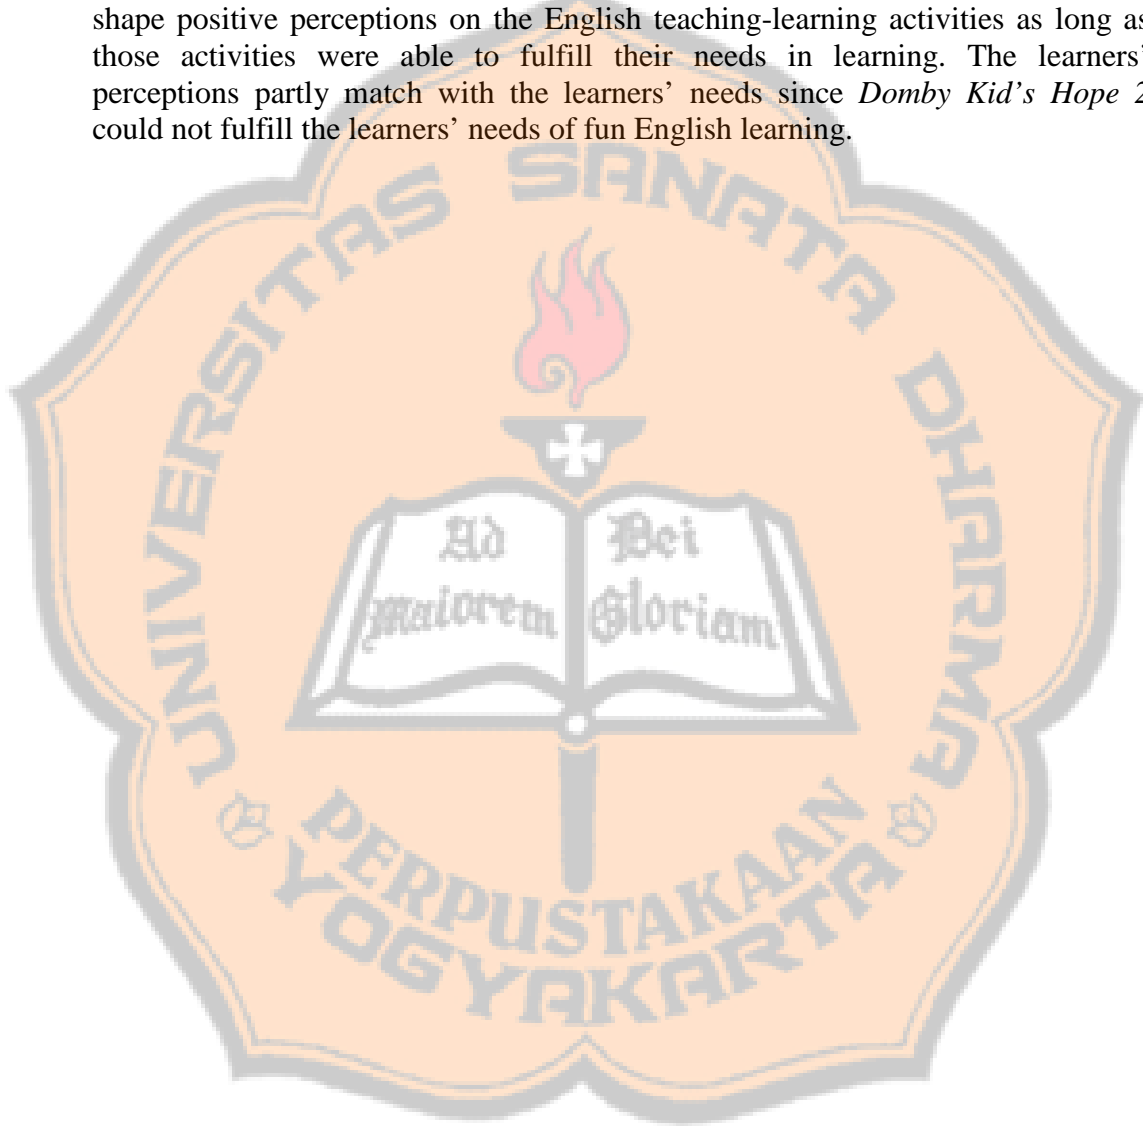 shape positive perceptions on the English teaching-learning activities as long as
those activities were able to fulfill their needs in learning. The learners'
perceptions partly match with the learners' needs since Domby Kid's Hope 2
could not fulfill the learners' needs of fun English learning.
UNIVERSITAS SANATA DHARMA
Ad Dei
Maiorem Gloriam
PERPUSTAKAAN
YOGYAKARTA